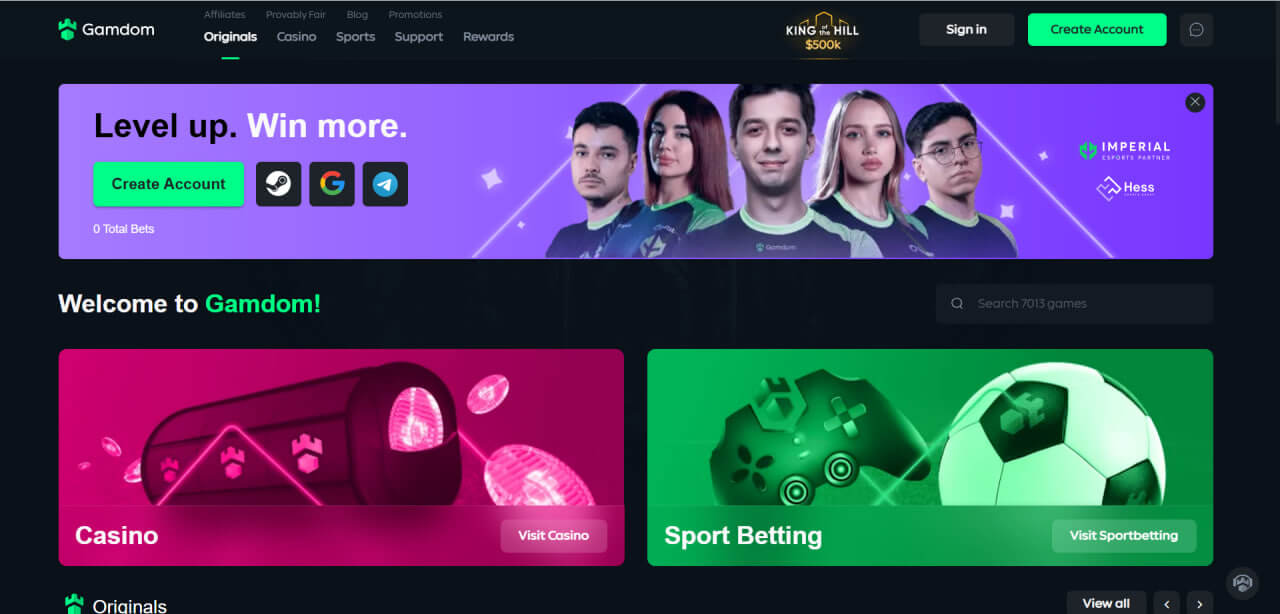 Affiliates Provably Fair Blog Promotions
Gamdom
Originals Casino Sports Support Rewards
KING of the HILL
$500k
Sign in
Create Account
Level up. Win more.
Create Account
0 Total Bets
Gamdom
IMPERIAL
ESPORTS PARTNER
Hess
Welcome to Gamdom!
Search 7013 games
Casino
Visit Casino
Sport Betting
Visit Sportbetting
Originals
View all